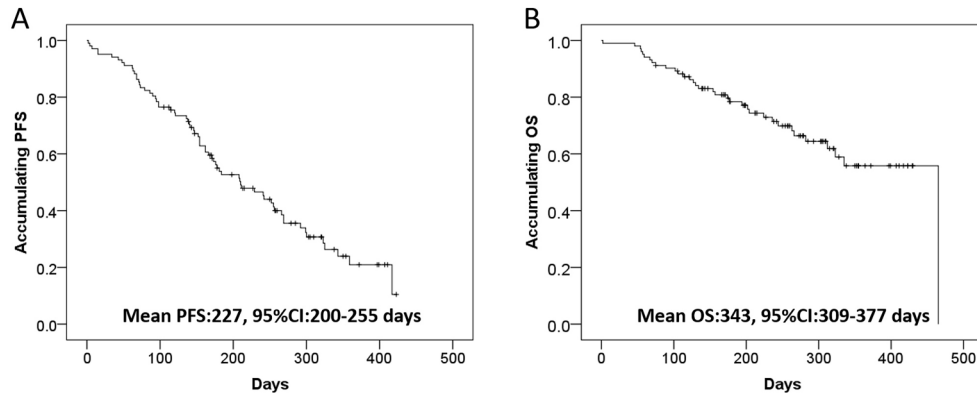 A
Accumulating PFS
1.0
0.8
0.6
0.4
0.2
0.0
Mean PFS:227, 95%CI:200-255 days
0 100 200 300 400 500
Days
B
Accumulating OS
1.0
0.8
0.6
0.4
0.2
0.0
Mean OS:343, 95%CI:309-377 days
0 100 200 300 400 500
Days